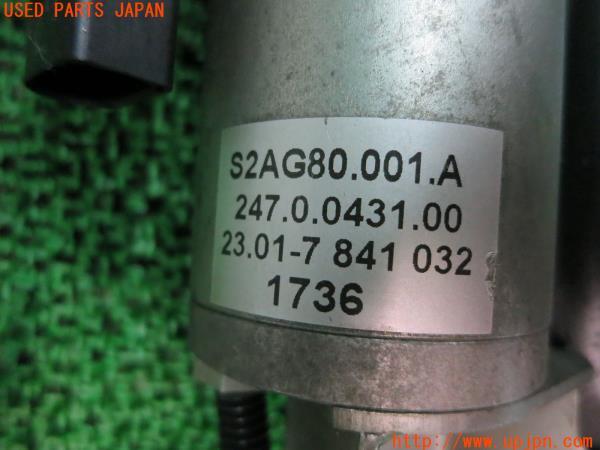 USED PARTS JAPAN
S2AG80.001.A
247.0.0431.00
23.01-7 841 032
1736
http://www.upjpn.com